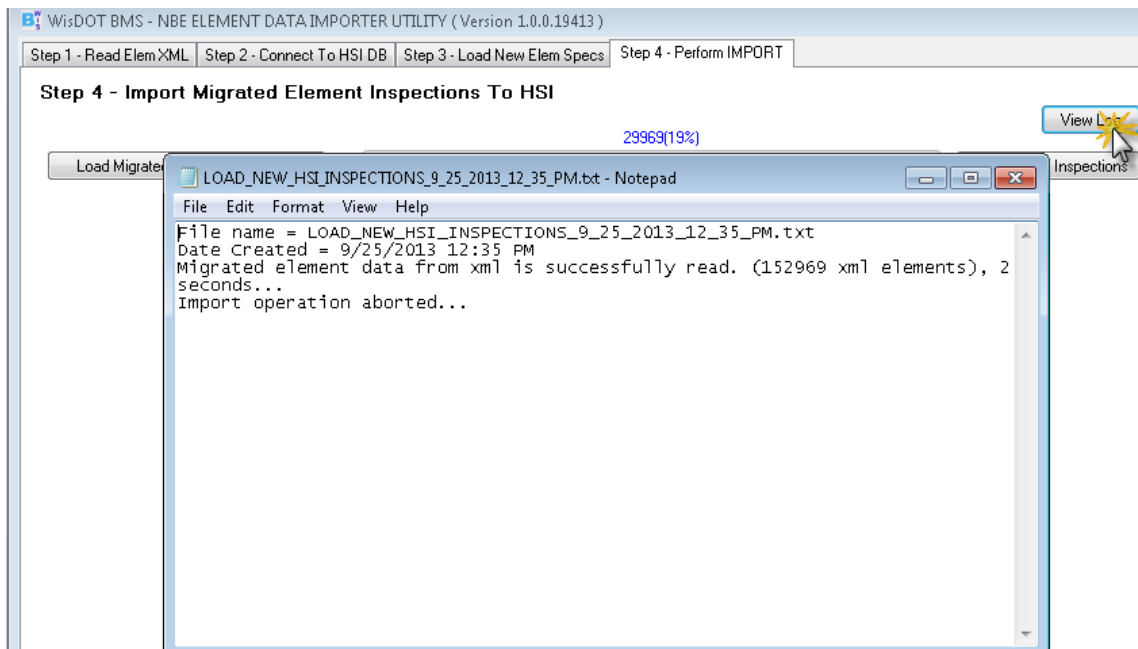 WisDOT BMS - NBE ELEMENT DATA IMPORTER UTILITY ( Version 1.0.0.19413 )
Step 1 - Read Elem XML Step 2 - Connect To HSI DB Step 3 - Load New Elem Specs Step 4 - Perform IMPORT
Step 4 - Import Migrated Element Inspections To HSI
View
29969(19%)
Load Migrated
Inspections
LOAD_NEW_HSI_INSPECTIONS_9_25_2013_12_35_PM.txt - Notepad
File Edit Format View Help
File name = LOAD_NEW_HSI_INSPECTIONS_9_25_2013_12_35_PM.txt
Date Created = 9/25/2013 12:35 PM
Migrated element data from xml is successfully read. (152969 xml elements), 2
seconds...
Import operation aborted...